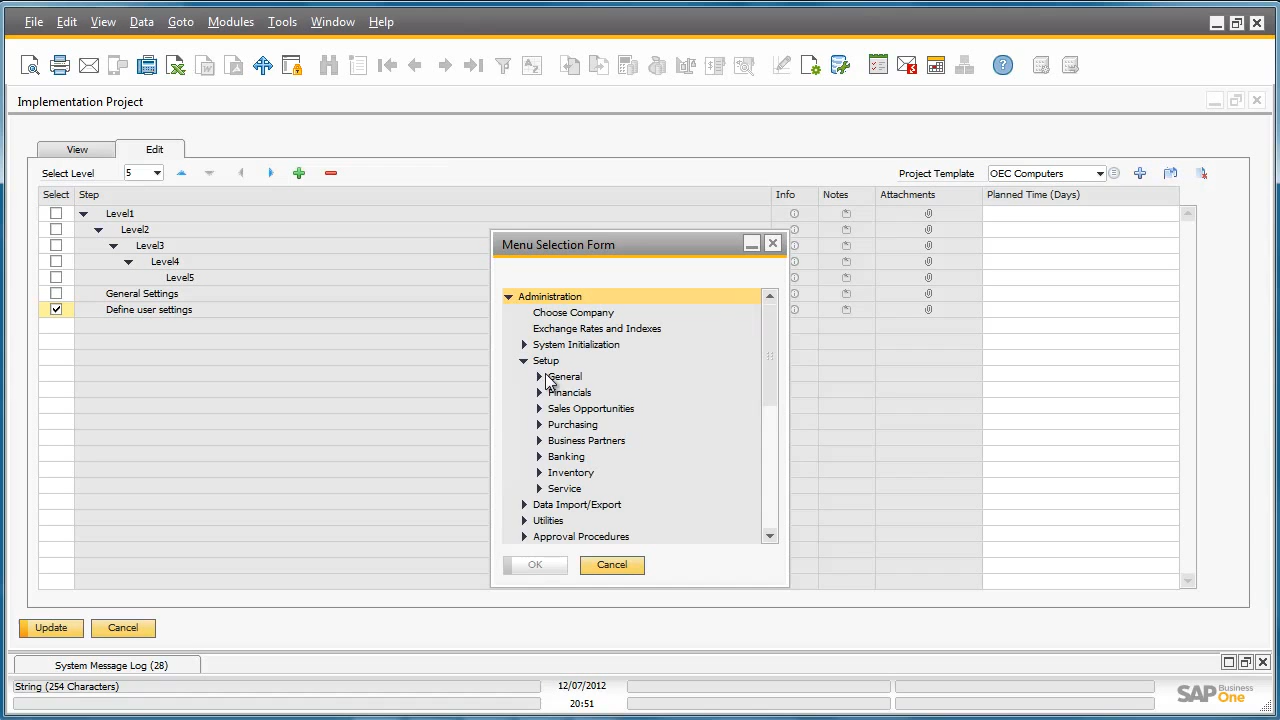 File Edit View Data Goto Modules Tools Window Help
Implementation Project
View Edit
Select Level 5 Project Template OEC Computers
Select Step Info Notes Attachments Planned Time (Days)
Level1
Level2
Level3
Level4
Level5
General Settings
Define user settings
Menu Selection Form
Administration
Choose Company
Exchange Rates and Indexes
System Initialization
Setup
General
Financials
Sales Opportunities
Purchasing
Business Partners
Banking
Inventory
Service
Data Import/Export
Utilities
Approval Procedures
OK Cancel
Update Cancel
System Message Log (28)
String (254 Characters) 12/07/2012
20:51
SAP Business One